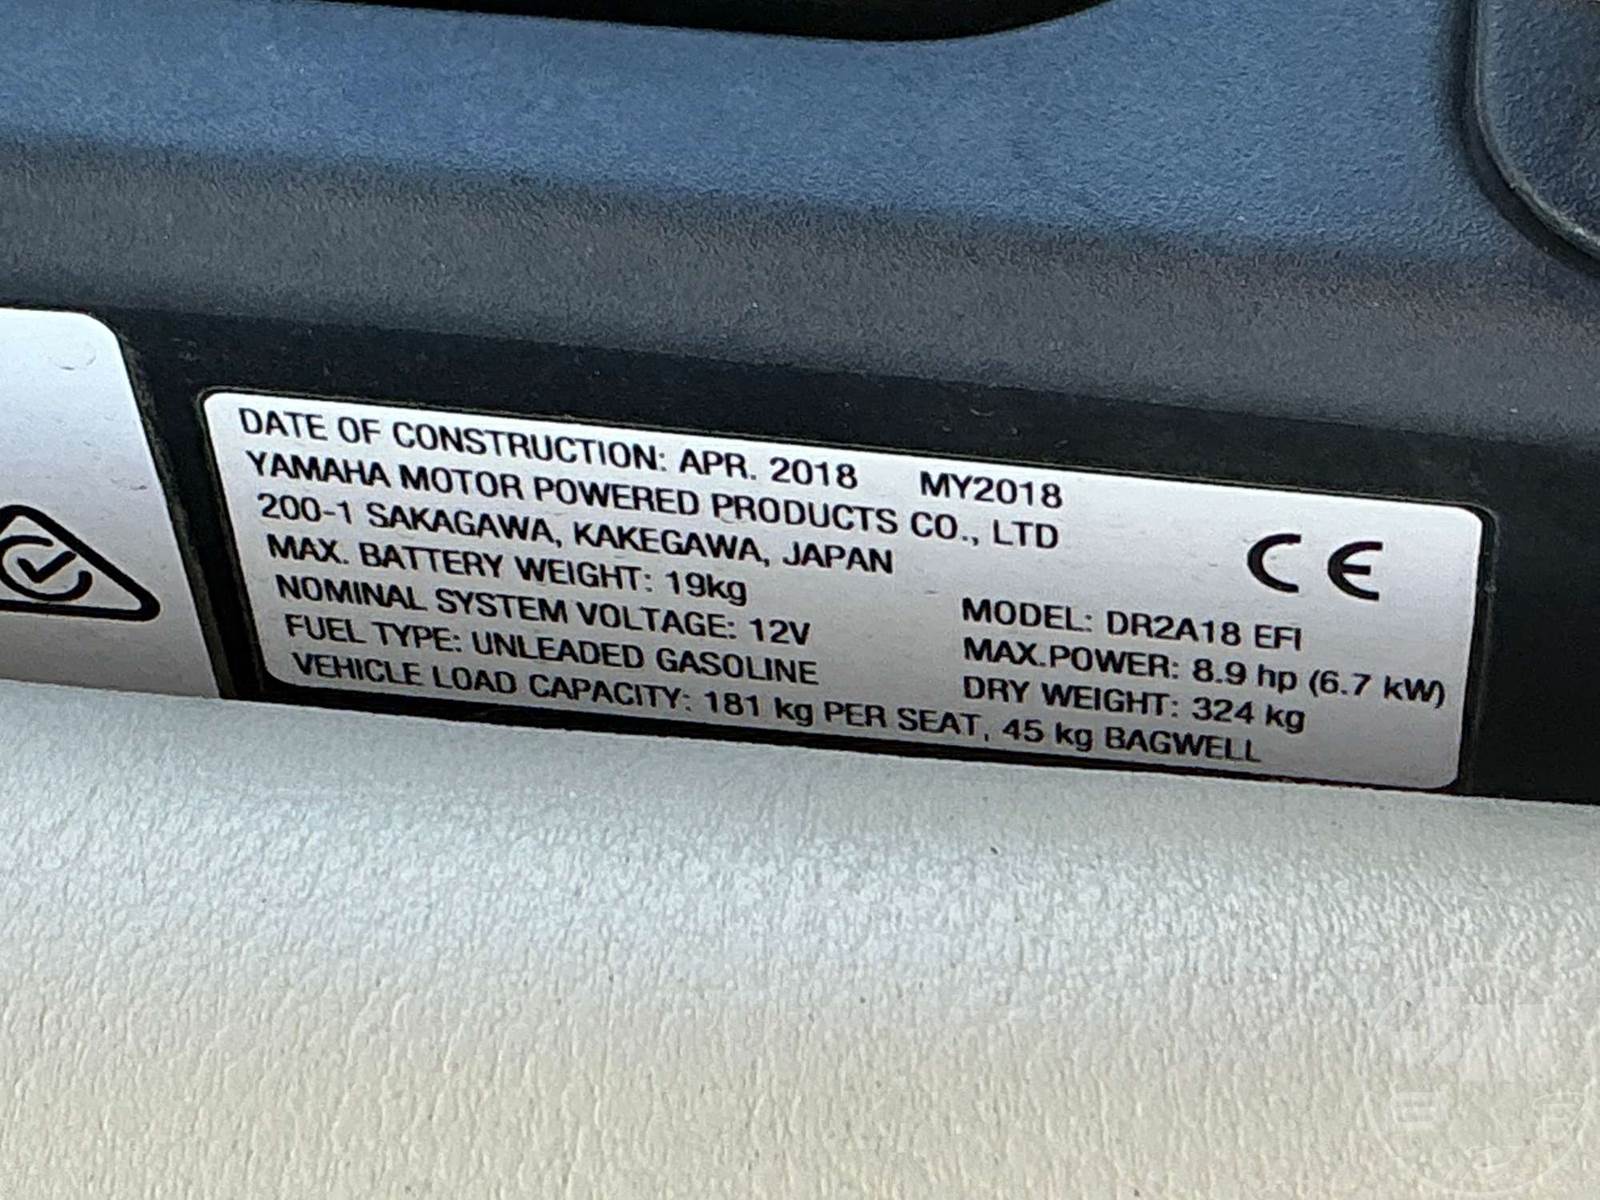 DATE OF CONSTRUCTION: APR. 2018 MY2018
YAMAHA MOTOR POWERED PRODUCTS CO., LTD
200-1 SAKAGAWA, KAKEGAWA, JAPAN
CE
MAX. BATTERY WEIGHT: 19kg
MODEL: DR2A18 EFI
NOMINAL SYSTEM VOLTAGE: 12V
MAX.POWER: 8.9 hp (6.7 kW)
FUEL TYPE: UNLEADED GASOLINE
DRY WEIGHT: 324 kg
VEHICLE LOAD CAPACITY: 181 kg PER SEAT, 45 kg BAGWELL